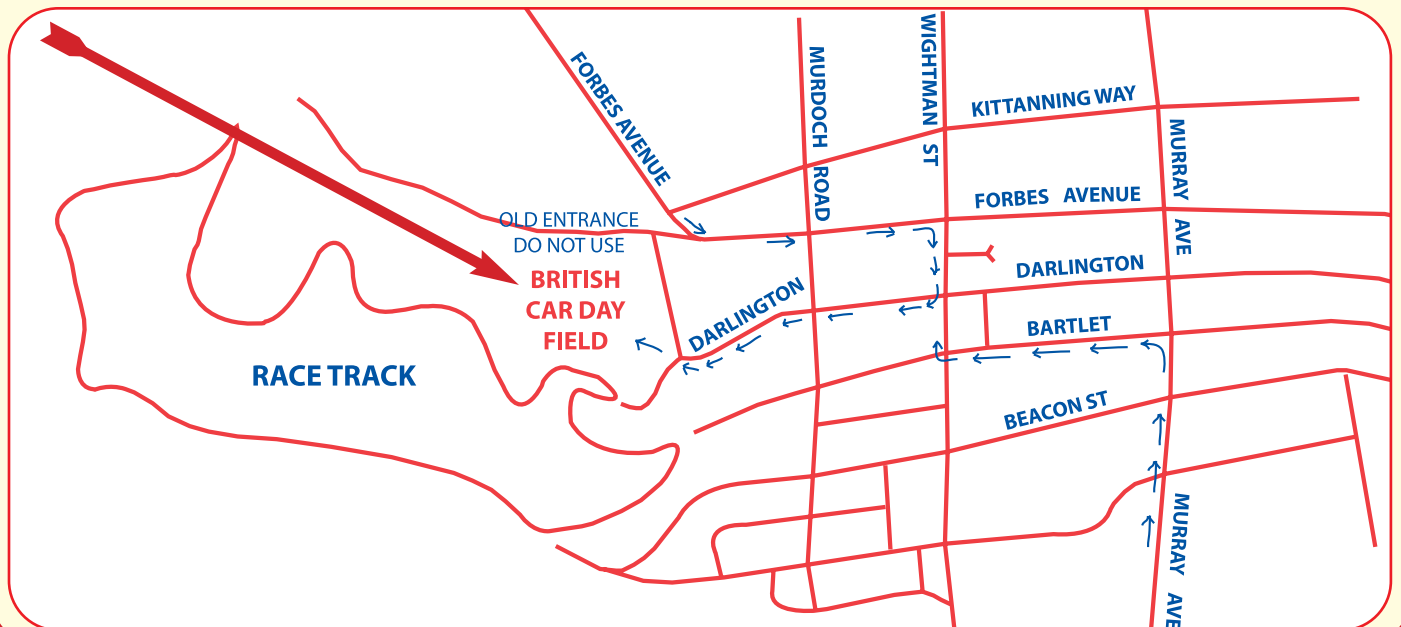 FORBES AVENUE
MURDOCH ROAD
WIGHTMAN ST
KITTANNING WAY
MURRAY AVE
FORBES AVENUE
OLD ENTRANCE
DO NOT USE
BRITISH
CAR DAY
FIELD
DARLINGTON
DARLINGTON
BARTLET
RACE TRACK
BEACON ST
MURRAY AVE